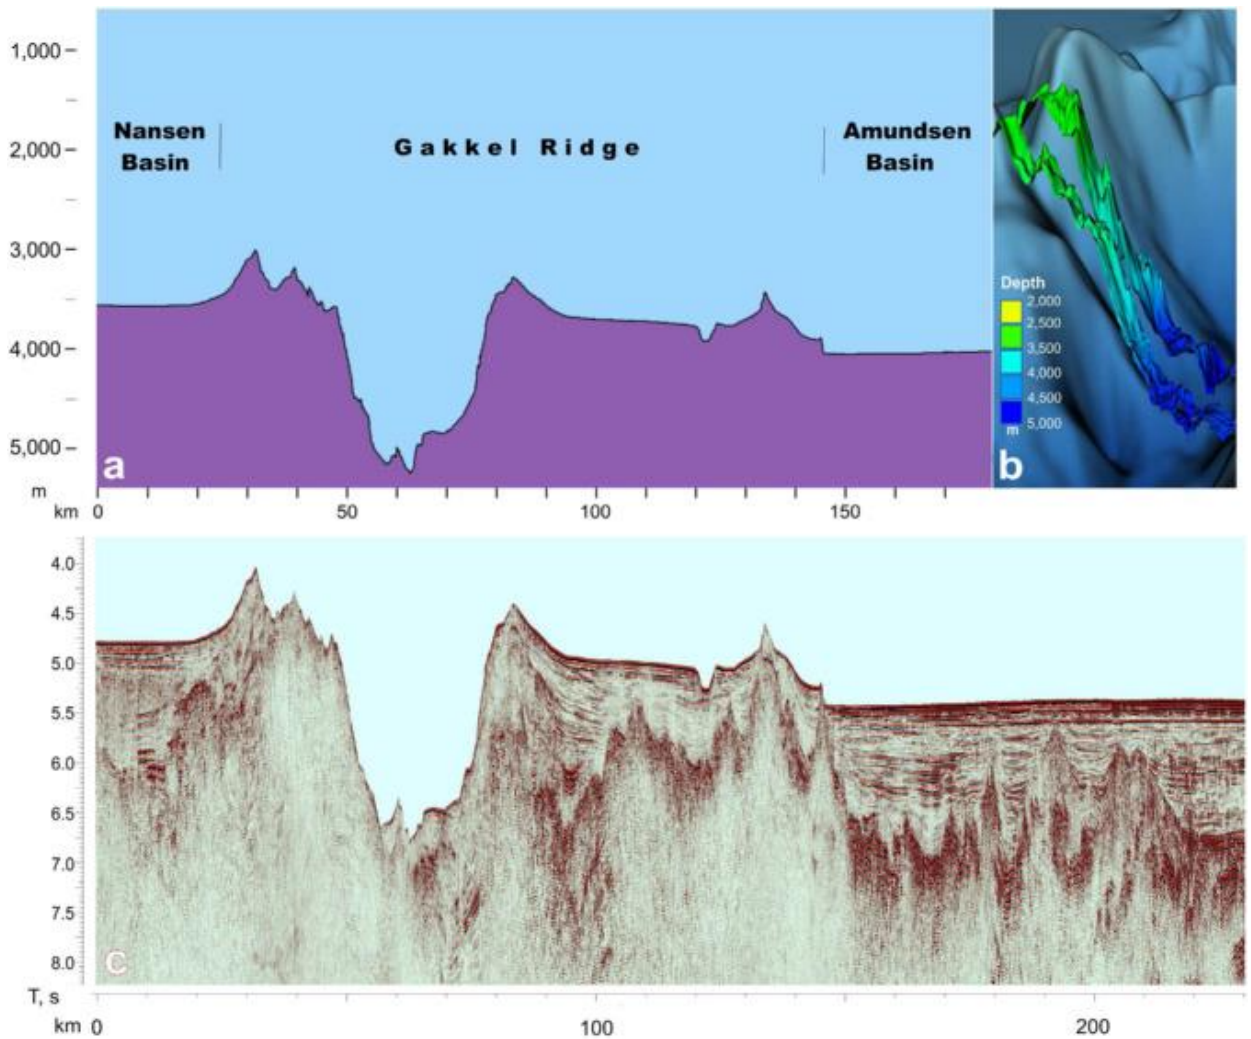 1,000
2,000
3,000
4,000
5,000
m
km
0 50 100 150
Nansen
Basin
Gakkel Ridge
Amundsen
Basin
a
Depth
2,000
2,500
3,500
4,000
4,500
5,000
m
b
4.0
4.5
5.0
5.5
6.0
6.5
7.0
7.5
8.0
c
T, s
km 0 100 200